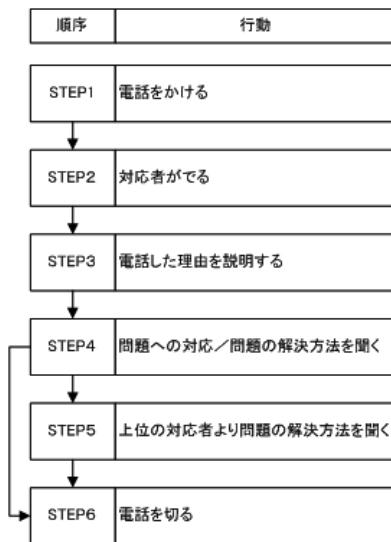 順序 行動
STEP1 電話をかける
STEP2 対応者がでる
STEP3 電話した理由を説明する
STEP4 問題への対応／問題の解決方法を聞く
STEP5 上位の対応者より問題の解決方法を聞く
STEP6 電話を切る